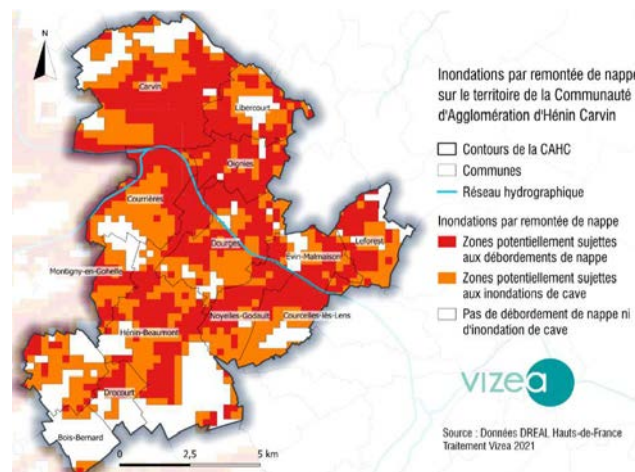 Inondations par remontée de nappe
sur le territoire de la Communauté
d'Agglomération d'Hénin Carvin
Contours de la CAHC
Communes
Réseau hydrographique
Inondations par remontée de nappe
Zones potentiellement sujettes
aux débordements de nappe
Zones potentiellement sujettes
aux inondations de cave
Pas de débordement de nappe ni
d'inondation de cave
vizea
Source : Données DREAL Hauts-de-France
Traitement Vizea 2021
N
Carvin
Libercourt
Oignies
Courrières
Dourges
Leforest
Evin-Malmaison
Montigny-en-Gohelle
Noyelles-Godault
Courcelles-lès-Lens
Hénin-Beaumont
Drocourt
Bois-Bernard
0 2,5 5 km